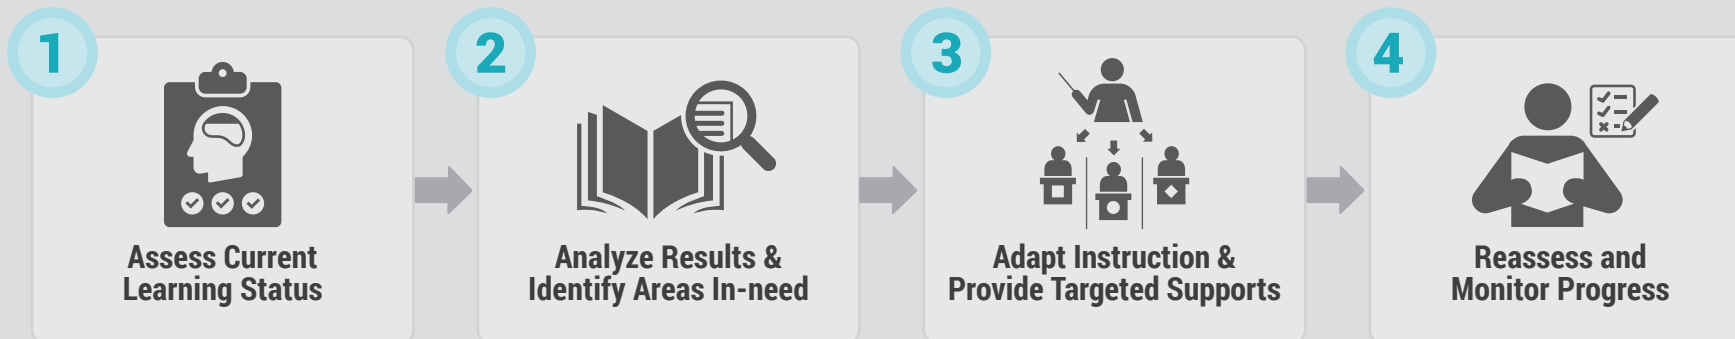 1
Assess Current
Learning Status
2
Analyze Results &
Identify Areas In-need
3
Adapt Instruction &
Provide Targeted Supports
4
Reassess and
Monitor Progress